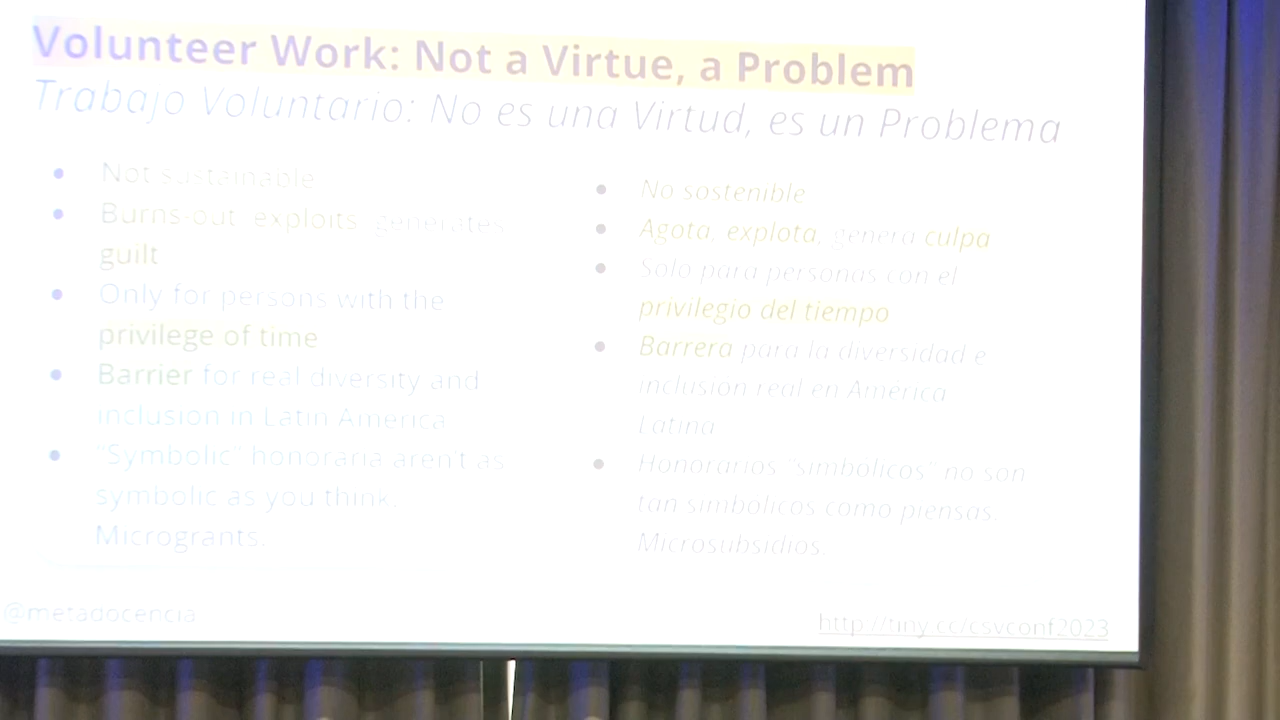 Volunteer Work: Not a Virtue, a Problem
Trabajo Voluntario: No es una Virtud, es un Problema
• Not sustainable
• Burns-out, exploits, generates
guilt
• Only for persons with the
privilege of time
• Barrier for real diversity and
inclusion in Latin America
• "Symbolic" honoraria aren't as
symbolic as you think.
Microgrants.
• No sostenible
• Agota, explota, genera culpa
• Solo para personas con el
privilegio del tiempo
• Barrera para la diversidad e
inclusión real en América
Latina
• Honorarios "simbólicos" no son
tan simbólicos como piensas.
Microsubsidios
@metadocencia
http://tiny.cc/csvconf2023